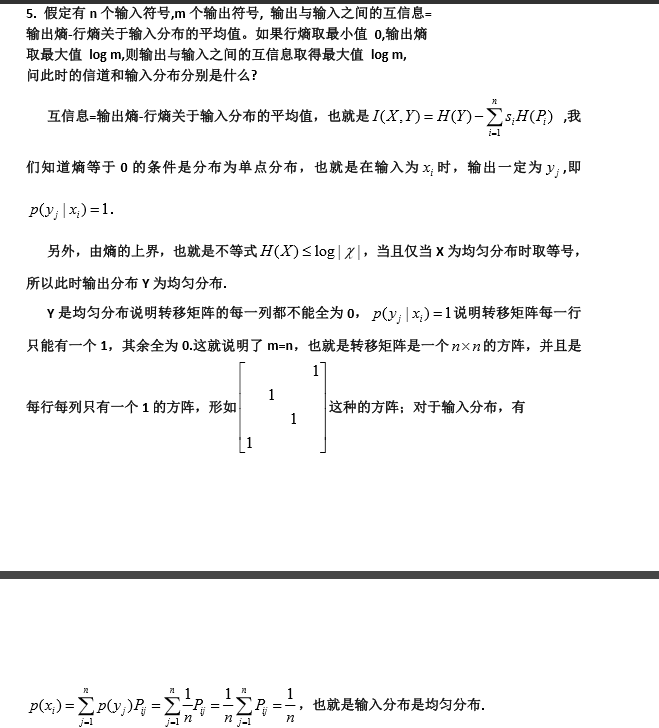 5. 假定有 n 个输入符号,m 个输出符号, 输出与输入之间的互信息=
输出熵-行熵关于输入分布的平均值。如果行熵取最小值 0,输出熵
取最大值 log m,则输出与输入之间的互信息取得最大值 log m,
问此时的信道和输入分布分别是什么?
互信息=输出熵-行熵关于输入分布的平均值，也就是 I(X,Y) = H(Y) − \sum_{i=1}^{n} s_i H(P_i) ,我
们知道熵等于 0 的条件是分布为单点分布，也就是在输入为 x_i 时，输出一定为 y_j ,即
p(y_j | x_i) = 1.
另外，由熵的上界，也就是不等式 H(X) ≤ log | χ |，当且仅当 X 为均匀分布时取等号，
所以此时输出分布 Y 为均匀分布.
Y 是均匀分布说明转移矩阵的每一列都不能全为 0， p(y_j | x_i) = 1 说明转移矩阵每一行
只能有一个 1，其余全为 0.这就说明了 m=n，也就是转移矩阵是一个 n×n 的方阵，并且是
每行每列只有一个 1 的方阵，形如 [ 1 1 1 1 ] 这种的方阵；对于输入分布，有
p(x_i) = \sum_{j=1}^{n} p(y_j) P_{ij} = \sum_{j=1}^{n} \frac{1}{n} P_{ij} = \frac{1}{n} \sum_{j=1}^{n} P_{ij} = \frac{1}{n}，也就是输入分布是均匀分布.